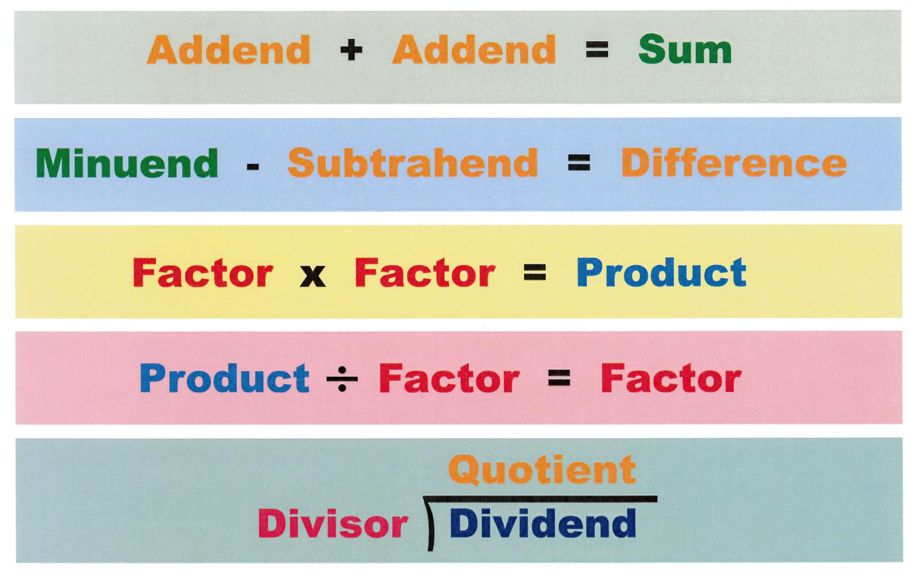 Addend + Addend = Sum
Minuend - Subtrahend = Difference
Factor x Factor = Product
Product ÷ Factor = Factor
Quotient
Divisor Dividend